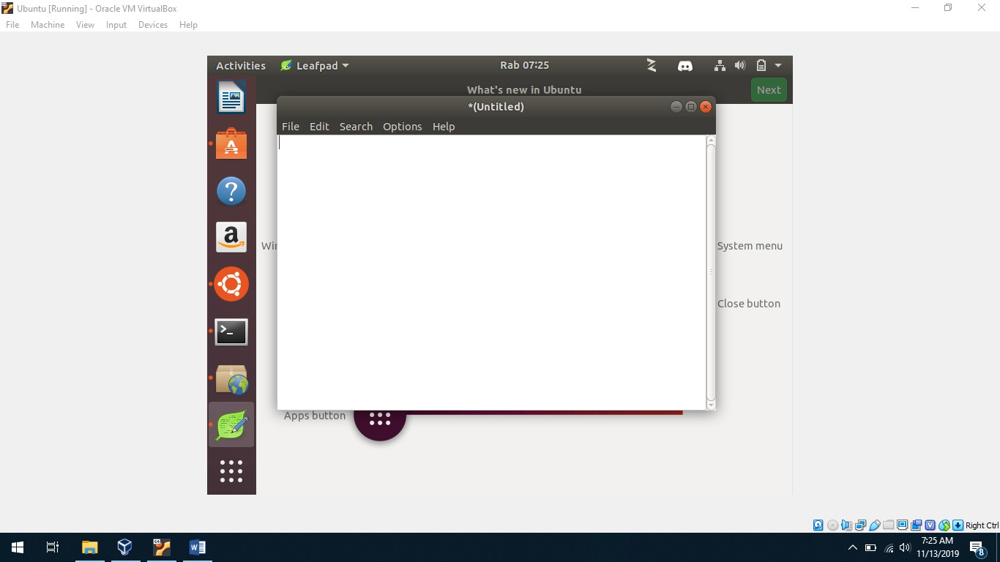 Ubuntu [Running] - Oracle VM VirtualBox
File Machine View Input Devices Help
Activities Leafpad Rab 07:25
What's new in Ubuntu Next
*(Untitled)
File Edit Search Options Help
Win
System menu
Close button
Apps button
Right Ctrl
7:25 AM
11/13/2019
8